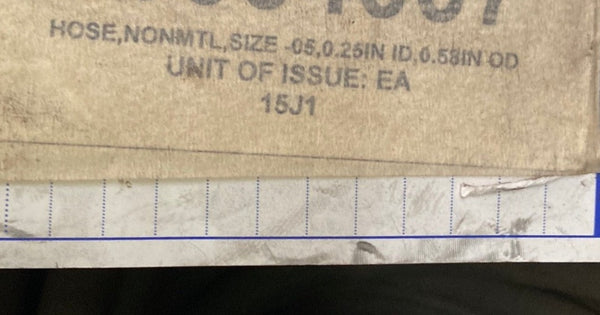 HOSE,NONMTL,SIZE -05,0.25IN ID,0.58IN OD
UNIT OF ISSUE: EA
15J1